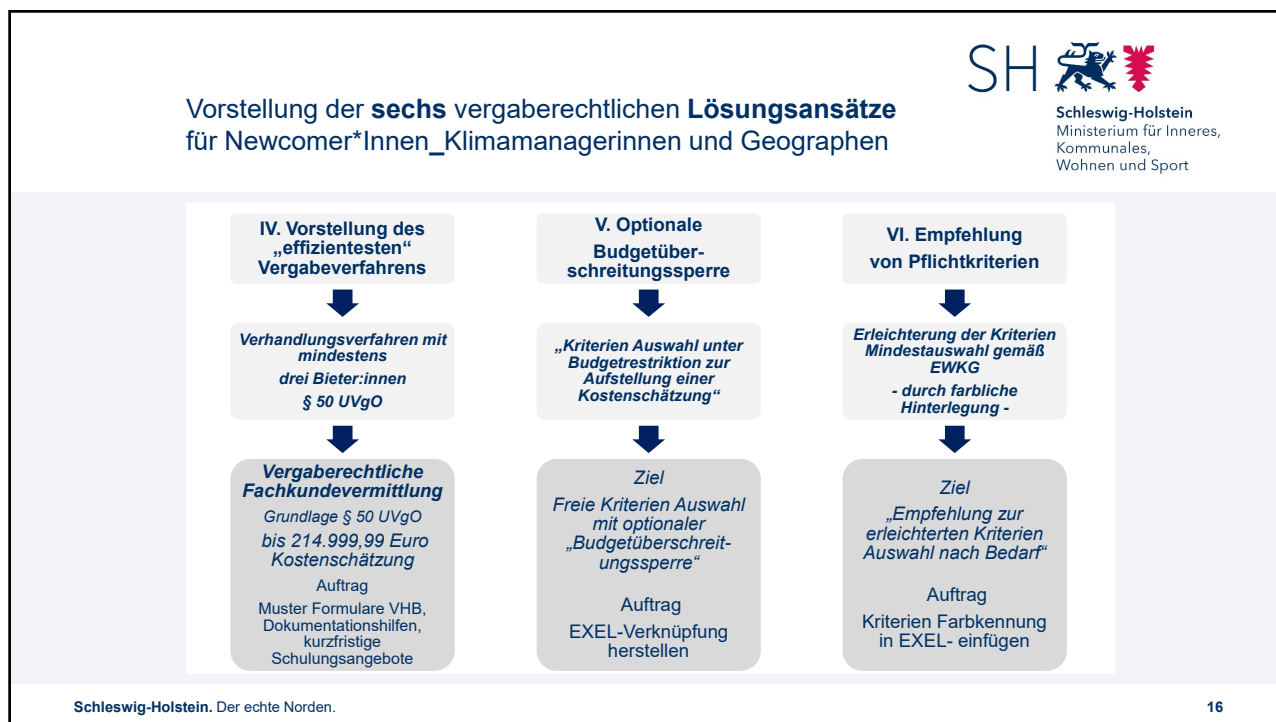 SH
Schleswig-Holstein
Ministerium für Inneres,
Kommunales,
Wohnen und Sport
Vorstellung der sechs vergaberechtlichen Lösungsansätze
für Newcomer*Innen_Klimamanagerinnen und Geographen
IV. Vorstellung des
„effizientesten“
Vergabeverfahrens
Verhandlungsverfahren mit
mindestens
drei Bieter:innen
§ 50 UVgO
Vergaberechtliche
Fachkundevermittlung
Grundlage § 50 UVgO
bis 214.999,99 Euro
Kostenschätzung
Auftrag
Muster Formulare VHB,
Dokumentationshilfen,
kurzfristige
Schulungsangebote
V. Optionale
Budgetüber-
schreitungssperre
„Kriterien Auswahl unter
Budgetrestriktion zur
Aufstellung einer
Kostenschätzung“
Ziel
Freie Kriterien Auswahl
mit optionaler
„Budgetüberschreit-
ungssperre“
Auftrag
EXEL-Verknüpfung
herstellen
VI. Empfehlung
von Pflichtkriterien
Erleichterung der Kriterien
Mindestauswahl gemäß
EWKG
- durch farbliche
Hinterlegung -
Ziel
„Empfehlung zur
erleichterten Kriterien
Auswahl nach Bedarf“
Auftrag
Kriterien Farbkennung
in EXEL- einfügen
Schleswig-Holstein. Der echte Norden.
16